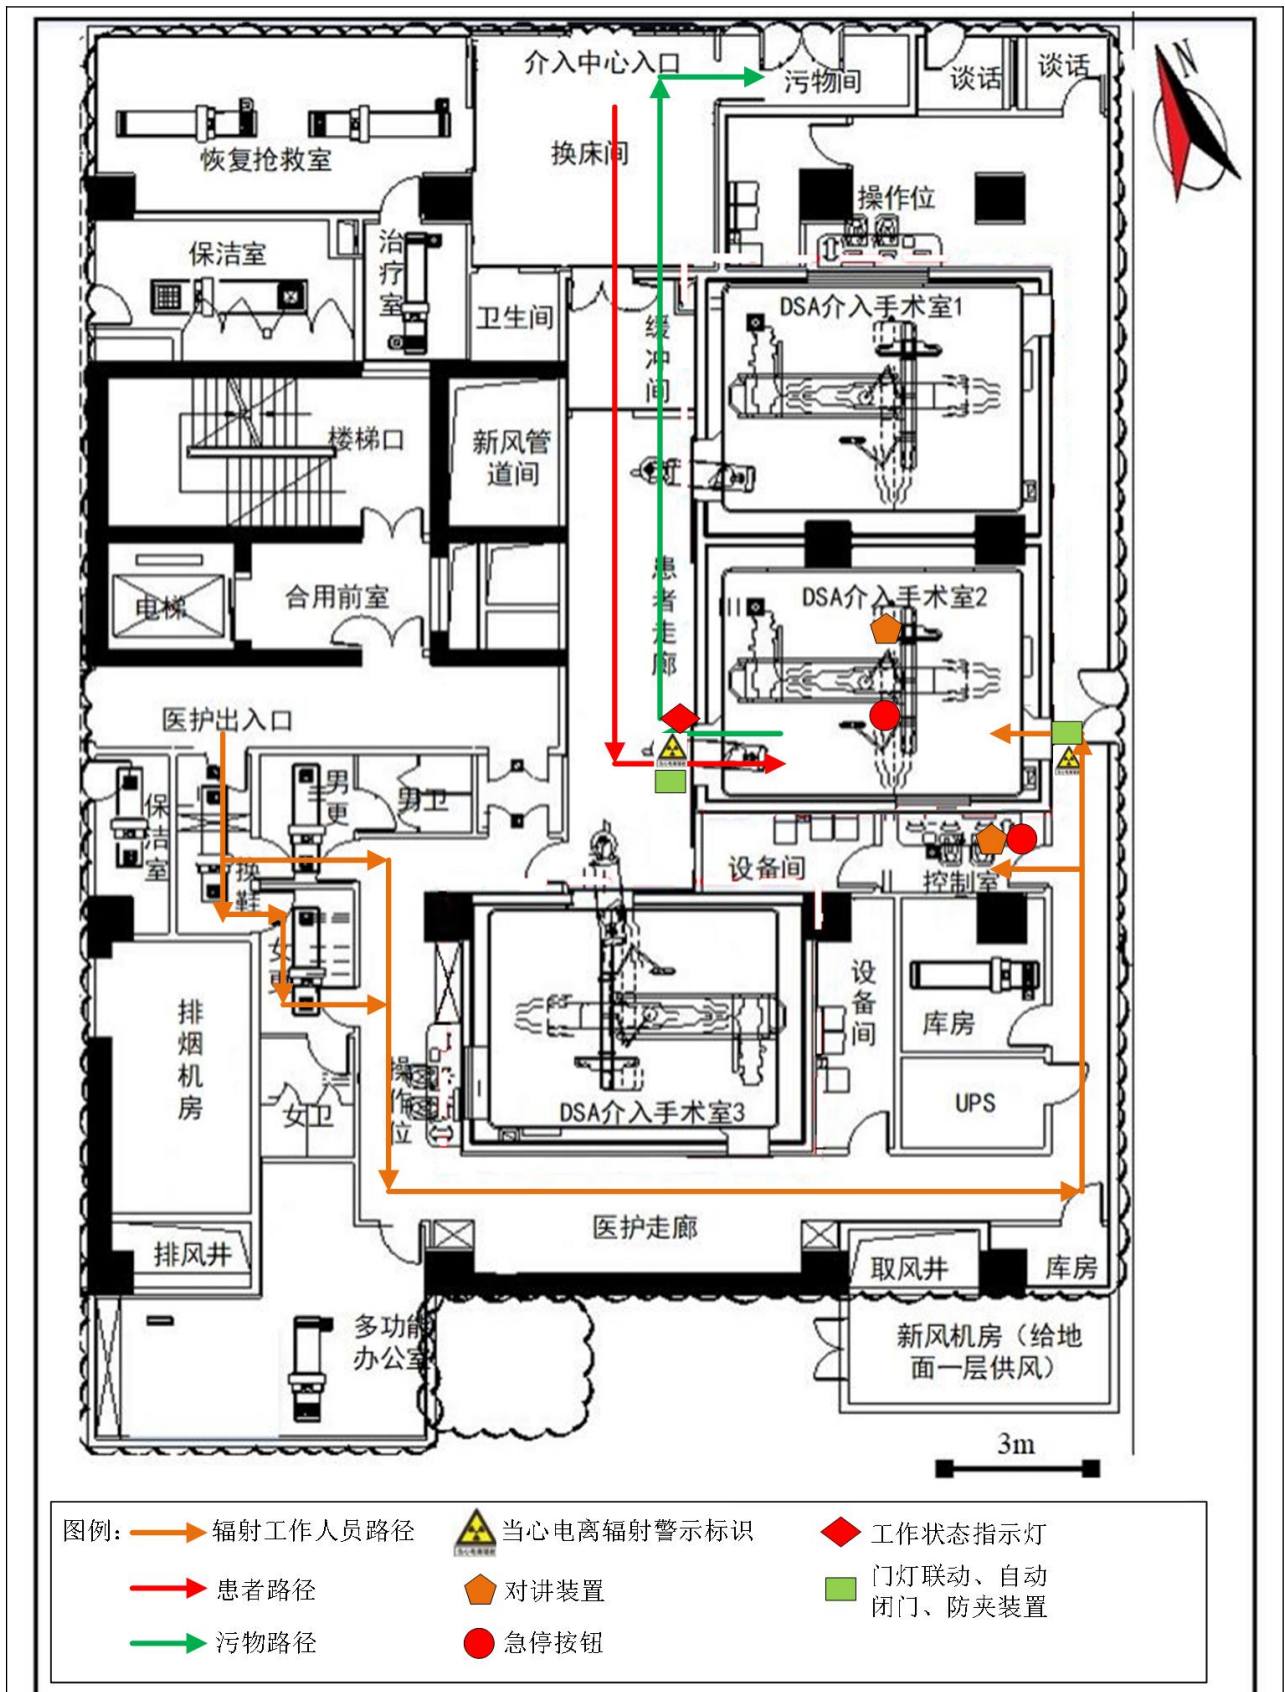 介入中心入口
污物间
谈话
谈话
N
恢复抢救室
换床间
操作位
保洁室
治疗室
卫生间
缓冲间
DSA介入手术室1
楼梯口
新风管
道间
患者走廊
电梯
合用前室
DSA介入手术室2
医护出入口
保洁室
男更
男卫
换鞋
女更
设备间
控制室
排烟机房
设备间
库房
操作位
女卫
DSA介入手术室3
UPS
医护走廊
排风井
取风井
库房
多功能
办公室
新风机房（给地
面一层供风）
3m
图例：
辐射工作人员路径
当心电离辐射警示标识
工作状态指示灯
患者路径
对讲装置
门灯联动、自动
闭门、防夹装置
污物路径
急停按钮